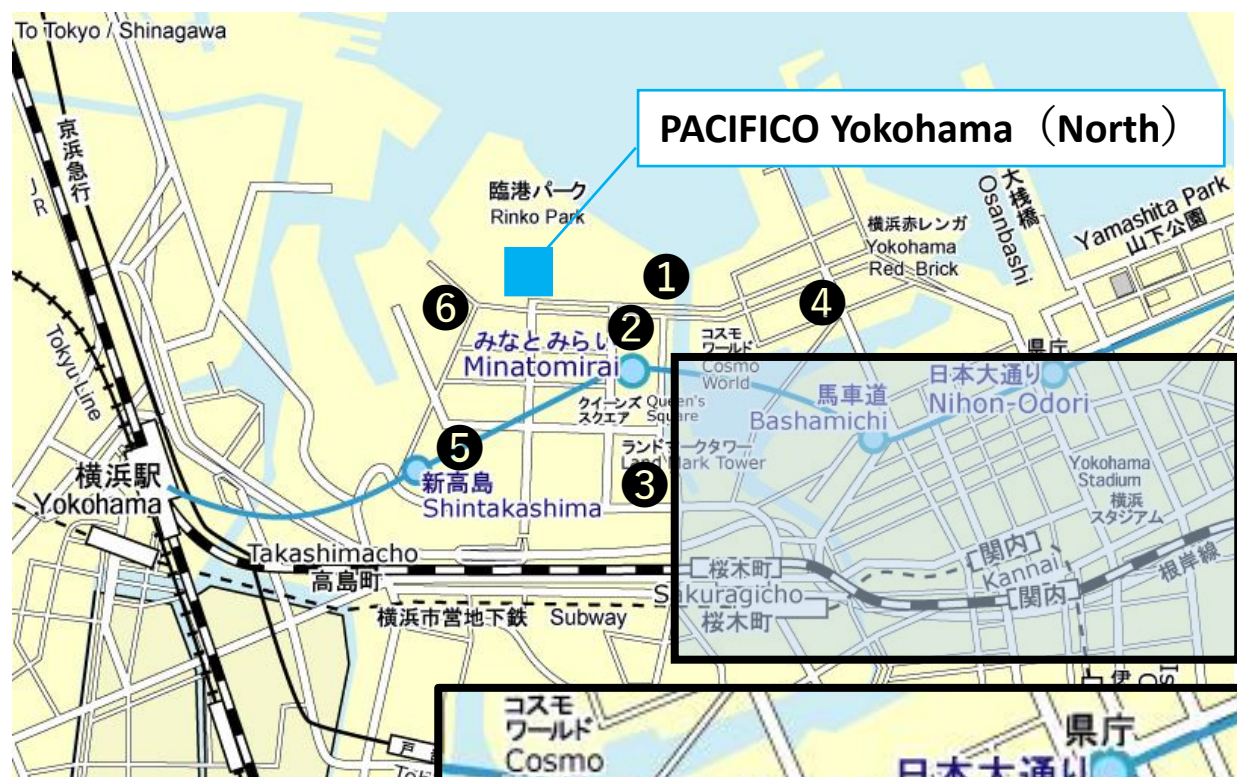 To Tokyo / Shinagawa
PACIFICO Yokohama （North）
京浜急行
JR
臨港パーク
Rinko Park
大桟橋
Osanbashi
Yamashita Park
山下公園
横浜赤レンガ
Yokohama
Red Brick
❶
❻
❷
❹
みなとみらい
Minatomirai
コスモ
ワールド
Cosmo
World
県庁
日本大通り
Nihon-Odori
馬車道
Bashamichi
Tokyu Line
クイーンズ
スクエア
Queen's
Square
❺
ランドマークタワー
Land Mark Tower
❸
横浜駅
Yokohama
新高島
Shintakashima
Yokohama
Stadium
横浜
スタジアム
Takashimacho
高島町
桜木町
関内
Kannai
関内
根岸線
Sakuragicho
桜木町
横浜市営地下鉄 Subway
伊
コスモ
ワールド
Cosmo
県庁
日本大通り
戸